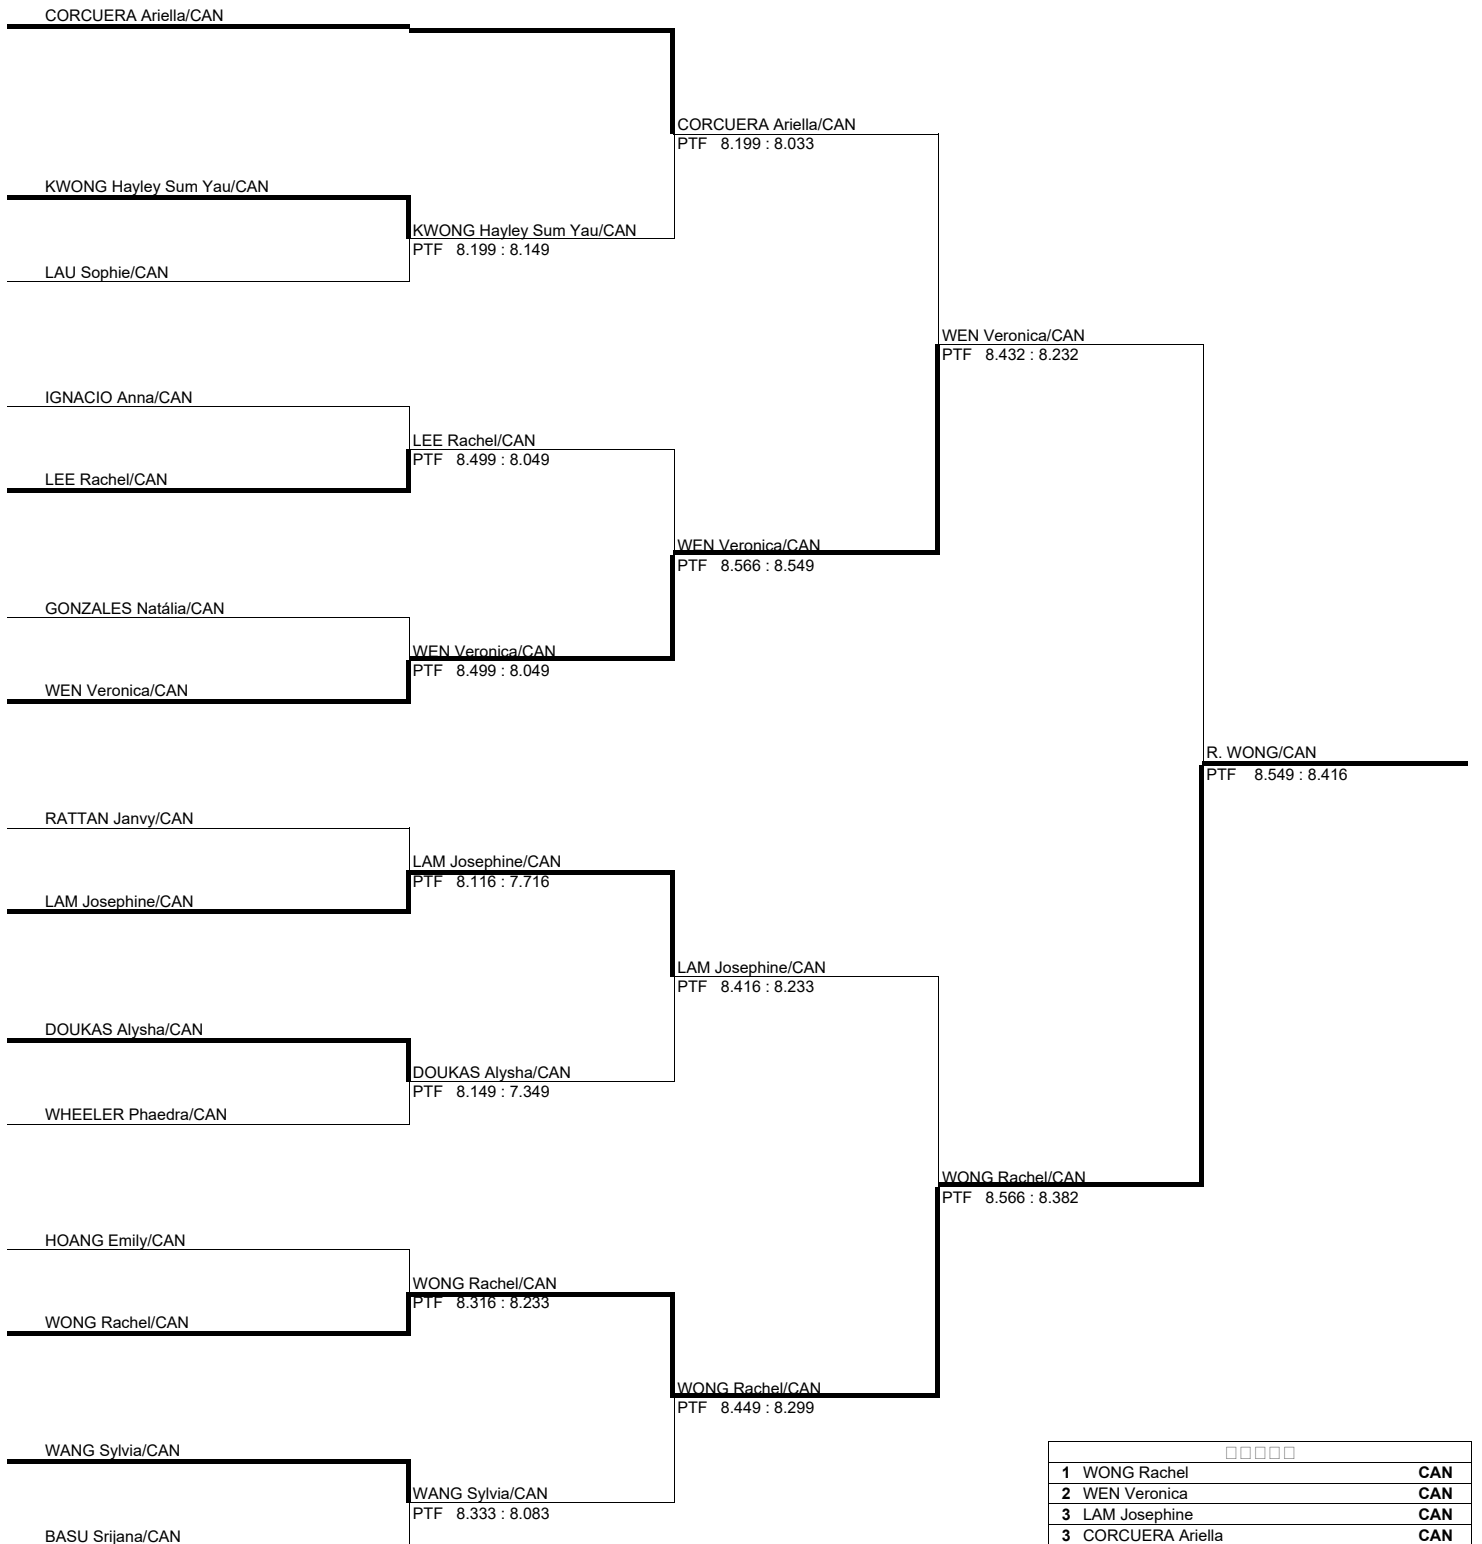 CORCUERA Ariella/CAN
CORCUERA Ariella/CAN
PTF 8.199 : 8.033
KWONG Hayley Sum Yau/CAN
KWONG Hayley Sum Yau/CAN
PTF 8.199 : 8.149
LAU Sophie/CAN
WEN Veronica/CAN
PTF 8.432 : 8.232
IGNACIO Anna/CAN
LEE Rachel/CAN
PTF 8.499 : 8.049
LEE Rachel/CAN
WEN Veronica/CAN
PTF 8.566 : 8.549
GONZALES Natália/CAN
WEN Veronica/CAN
PTF 8.499 : 8.049
WEN Veronica/CAN
R. WONG/CAN
PTF 8.549 : 8.416
RATTAN Janvy/CAN
LAM Josephine/CAN
PTF 8.116 : 7.716
LAM Josephine/CAN
LAM Josephine/CAN
PTF 8.416 : 8.233
DOUKAS Alysha/CAN
DOUKAS Alysha/CAN
PTF 8.149 : 7.349
WHEELER Phaedra/CAN
WONG Rachel/CAN
PTF 8.566 : 8.382
HOANG Emily/CAN
WONG Rachel/CAN
PTF 8.316 : 8.233
WONG Rachel/CAN
WONG Rachel/CAN
PTF 8.449 : 8.299
WANG Sylvia/CAN
WANG Sylvia/CAN
PTF 8.333 : 8.083
BASU Srijana/CAN
1 WONG Rachel CAN
2 WEN Veronica CAN
3 LAM Josephine CAN
3 CORCUERA Ariella CAN